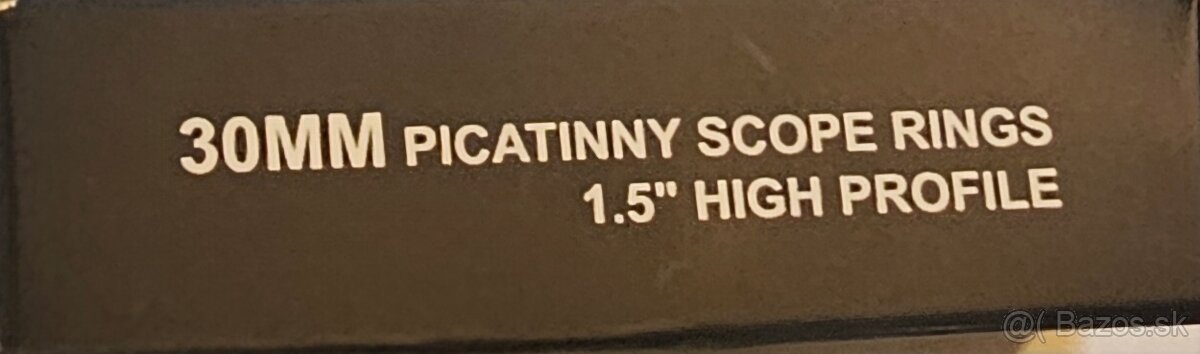 30MM PICATINNY SCOPE RINGS
1.5" HIGH PROFILE
@( Bazos.sk